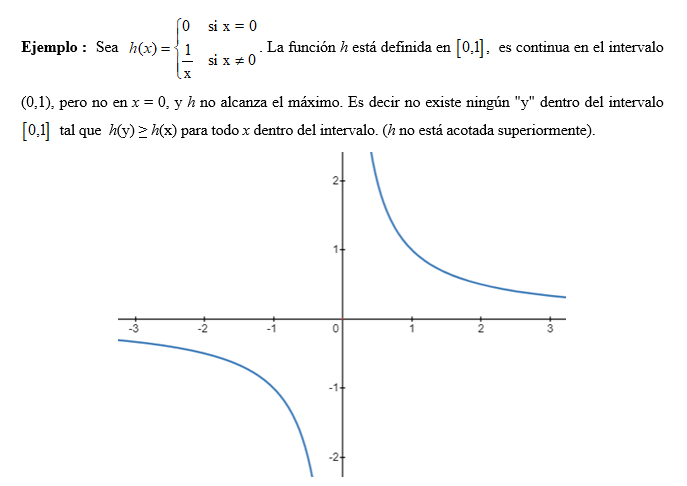 Ejemplo : Sea h(x) = { 0 si x = 0
1/x si x ≠ 0 . La función h está definida en [0,1], es continua en el intervalo
(0,1), pero no en x = 0, y h no alcanza el máximo. Es decir no existe ningún "y" dentro del intervalo
[0,1] tal que h(y) ≥ h(x) para todo x dentro del intervalo. (h no está acotada superiormente).
2
1
-3 -2 -1 0 1 2 3
-1
-2